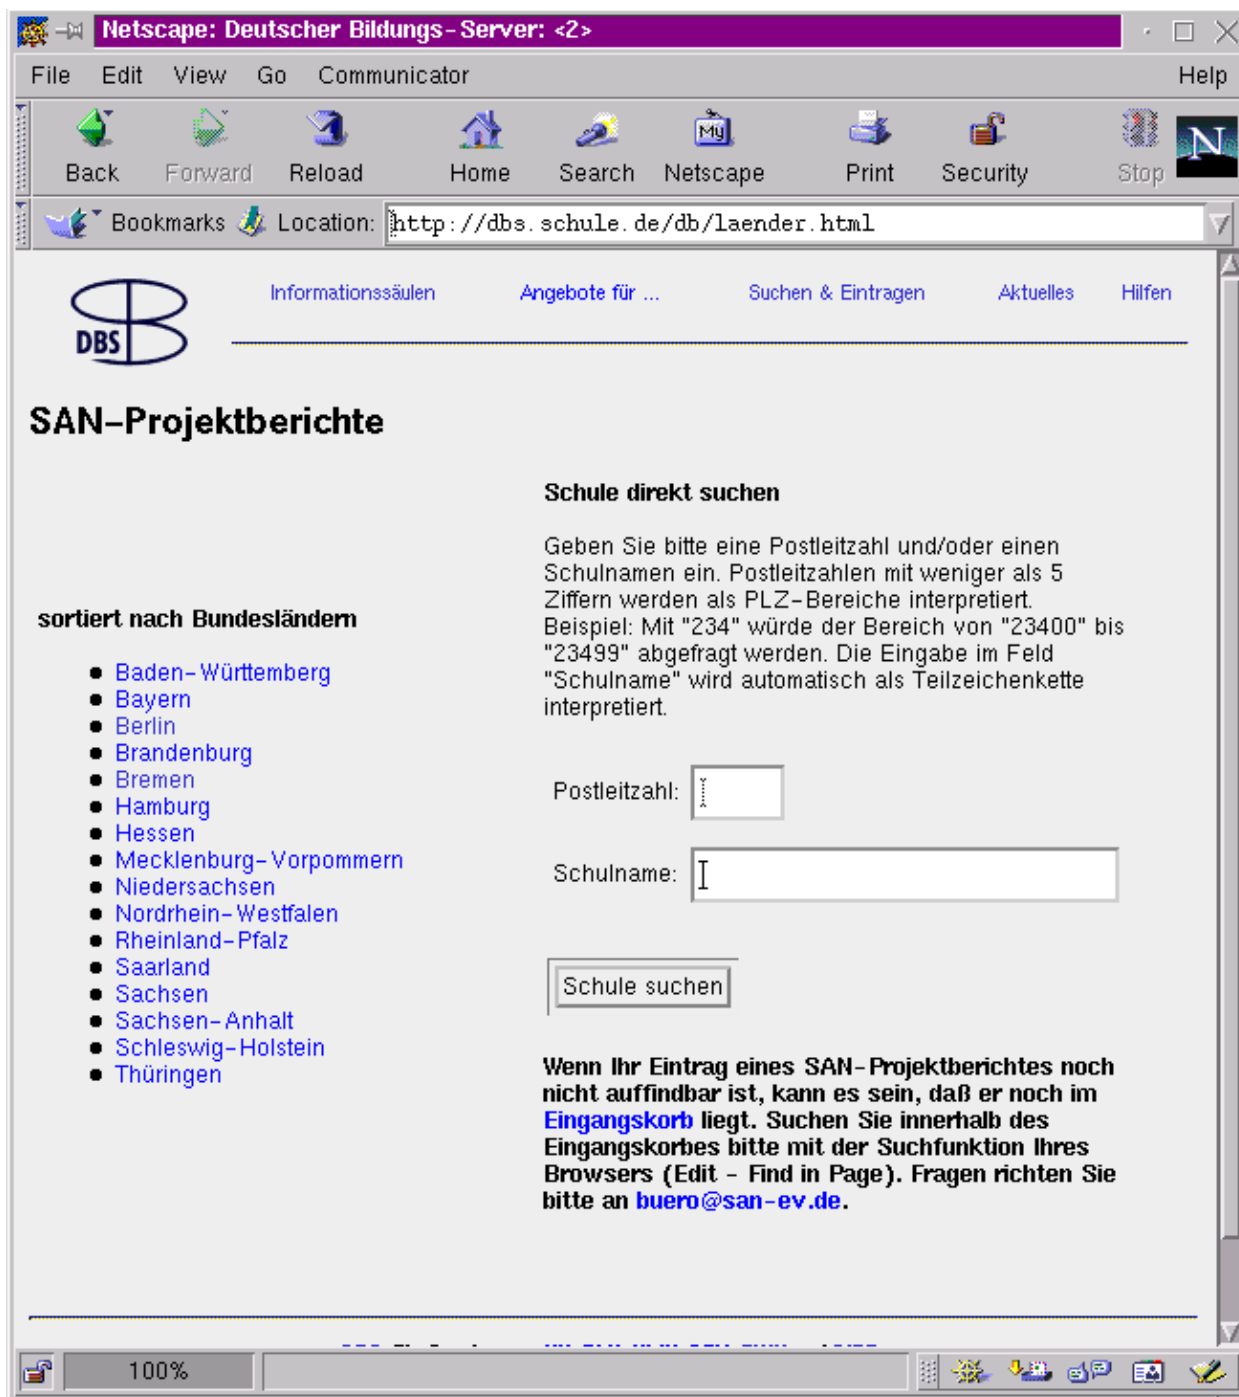 Netscape: Deutscher Bildungs-Server: <2>
File Edit View Go Communicator Help
Back Forward Reload Home Search Netscape Print Security Stop
My
N
Bookmarks Location: http://dbs.schule.de/db/laender.html
Informationssäulen Angebote für ... Suchen & Eintragen Aktuelles Hilfen
DBS
SAN-Projektberichte
sortiert nach Bundesländern
Baden-Württemberg
Bayern
Berlin
Brandenburg
Bremen
Hamburg
Hessen
Mecklenburg-Vorpommern
Niedersachsen
Nordrhein-Westfalen
Rheinland-Pfalz
Saarland
Sachsen
Sachsen-Anhalt
Schleswig-Holstein
Thüringen
Schule direkt suchen
Geben Sie bitte eine Postleitzahl und/oder einen
Schulnamen ein. Postleitzahlen mit weniger als 5
Ziffern werden als PLZ-Bereiche interpretiert.
Beispiel: Mit "234" würde der Bereich von "23400" bis
"23499" abgefragt werden. Die Eingabe im Feld
"Schulname" wird automatisch als Teilzeichenkette
interpretiert.
Postleitzahl:
Schulname:
Schule suchen
Wenn Ihr Eintrag eines SAN-Projektberichtes noch
nicht auffindbar ist, kann es sein, daß er noch im
Eingangskorb liegt. Suchen Sie innerhalb des
Eingangskorbes bitte mit der Suchfunktion Ihres
Browsers (Edit - Find in Page). Fragen richten Sie
bitte an buero@san-ev.de.
100%